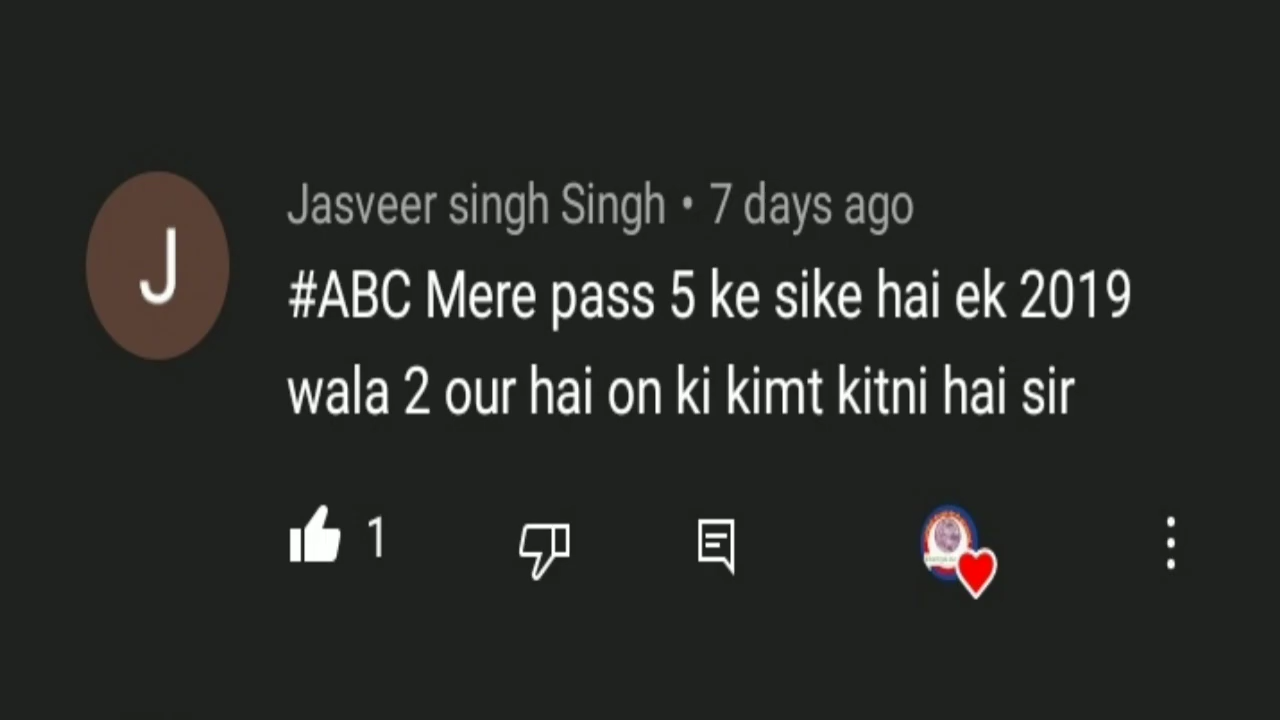 J
Jasveer singh Singh • 7 days ago
#ABC Mere pass 5 ke sike hai ek 2019
wala 2 our hai on ki kimt kitni hai sir
1